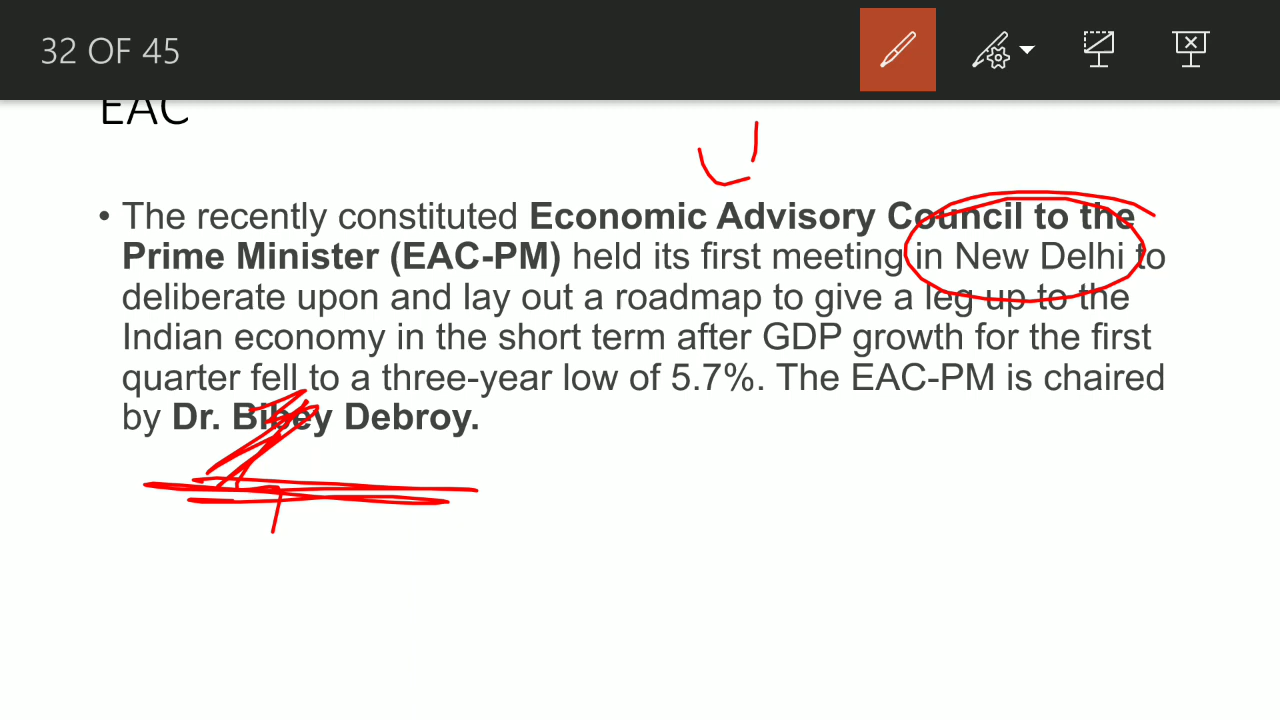 32 OF 45
EAC
• The recently constituted Economic Advisory Council to the
Prime Minister (EAC-PM) held its first meeting in New Delhi to
deliberate upon and lay out a roadmap to give a leg up to the
Indian economy in the short term after GDP growth for the first
quarter fell to a three-year low of 5.7%. The EAC-PM is chaired
by Dr. Bibey Debroy.